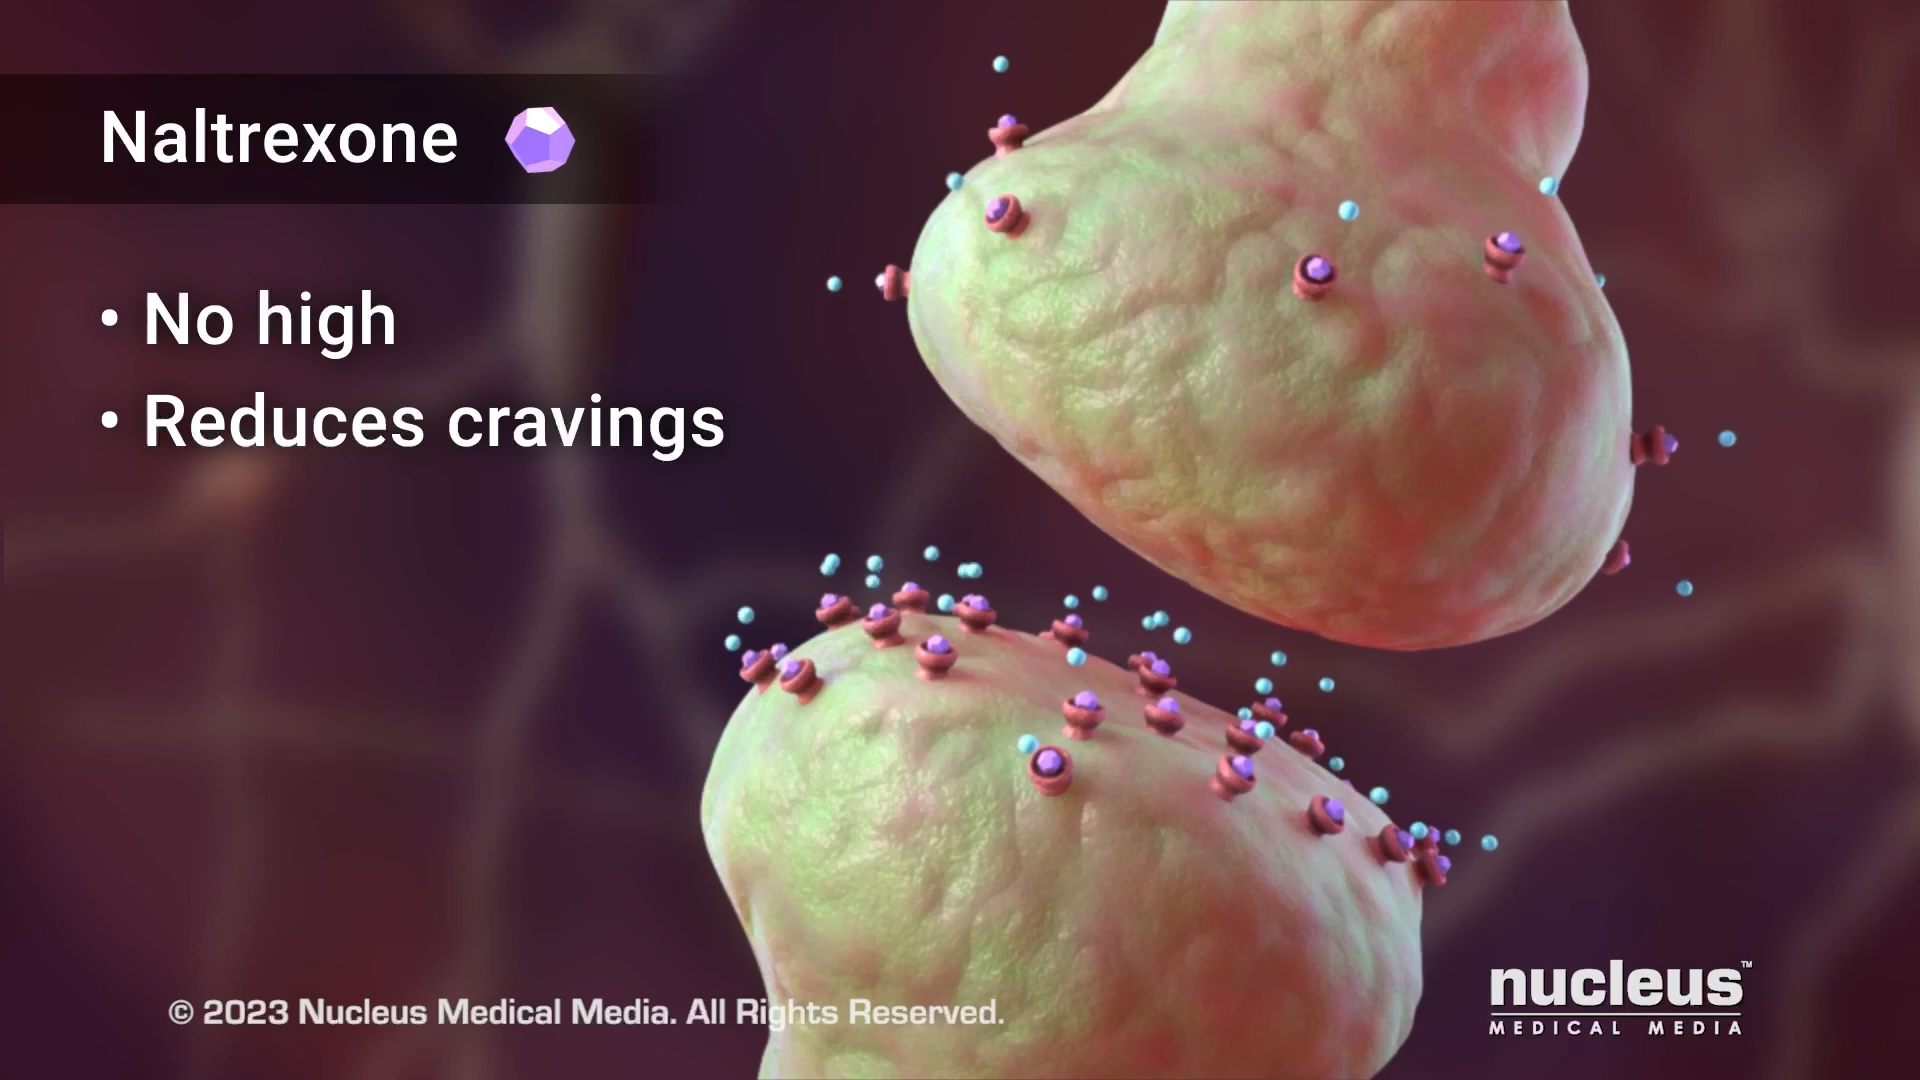 Naltrexone
• No high
• Reduces cravings
© 2023 Nucleus Medical Media. All Rights Reserved.
nucleus™
MEDICAL MEDIA